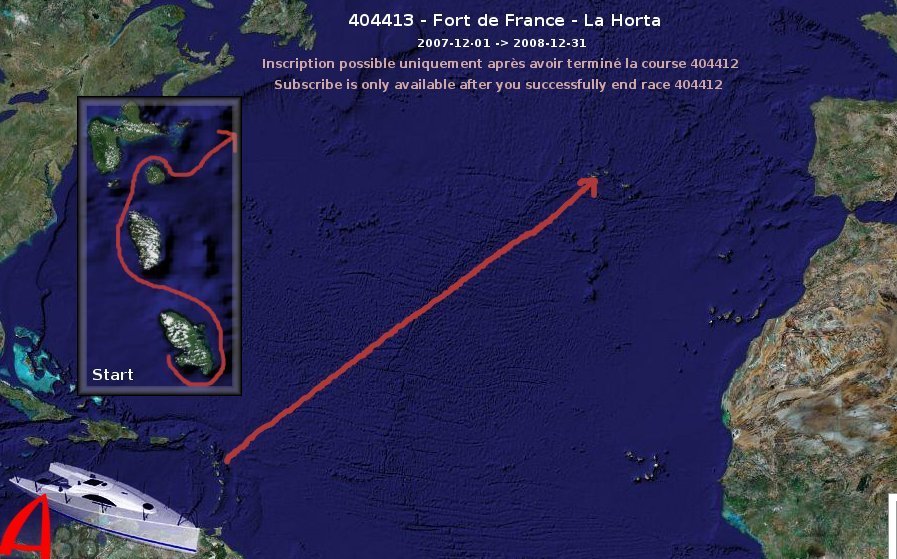 404413 - Fort de France - La Horta
2007-12-01 -> 2008-12-31
Inscription possible uniquement après avoir terminé la course 404412
Subscribe is only available after you successfully end race 404412
Start
A